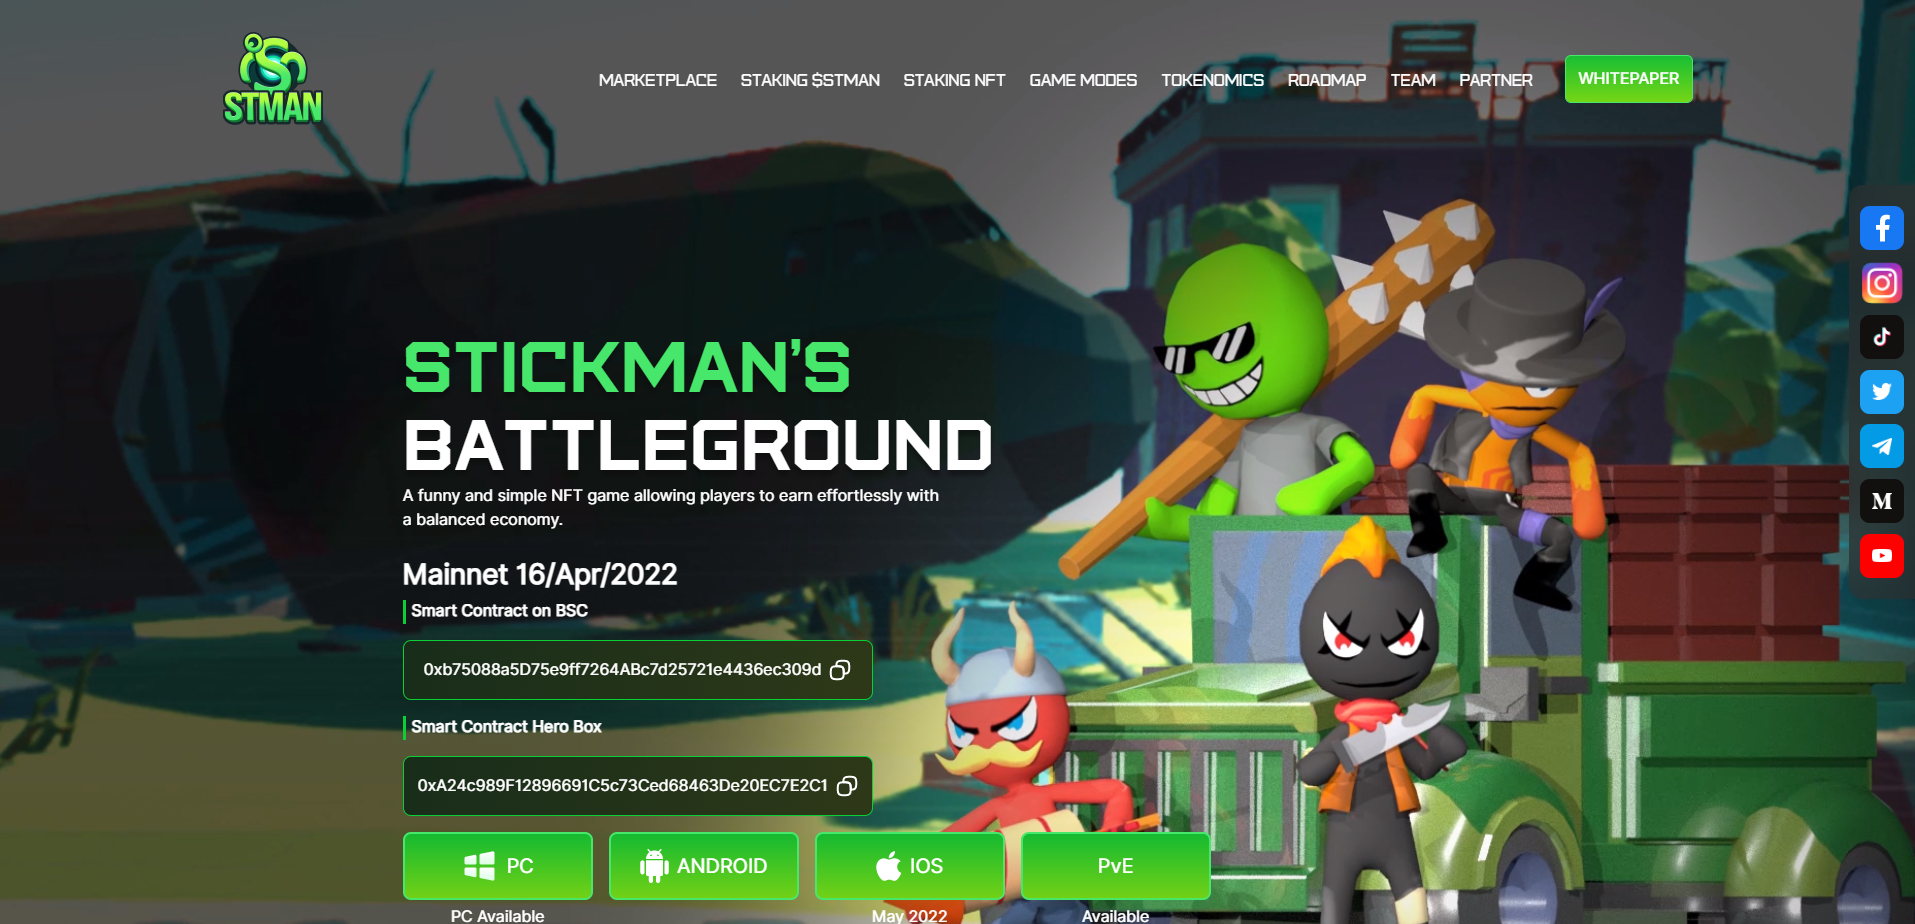 STMAN
MARKETPLACE STAKING $STMAN STAKING NFT GAME MODES TOKENOMICS ROADMAP TEAM PARTNER WHITEPAPER
STICKMAN'S
BATTLEGROUND
A funny and simple NFT game allowing players to earn effortlessly with
a balanced economy.
Mainnet 16/Apr/2022
Smart Contract on BSC
0xb75088a5D75e9ff7264ABc7d25721e4436ec309d
Smart Contract Hero Box
0xA24c989F12896691C5c73Ced68463De20EC7E2C1
PC ANDROID IOS PvE
PC Available May 2022 Available